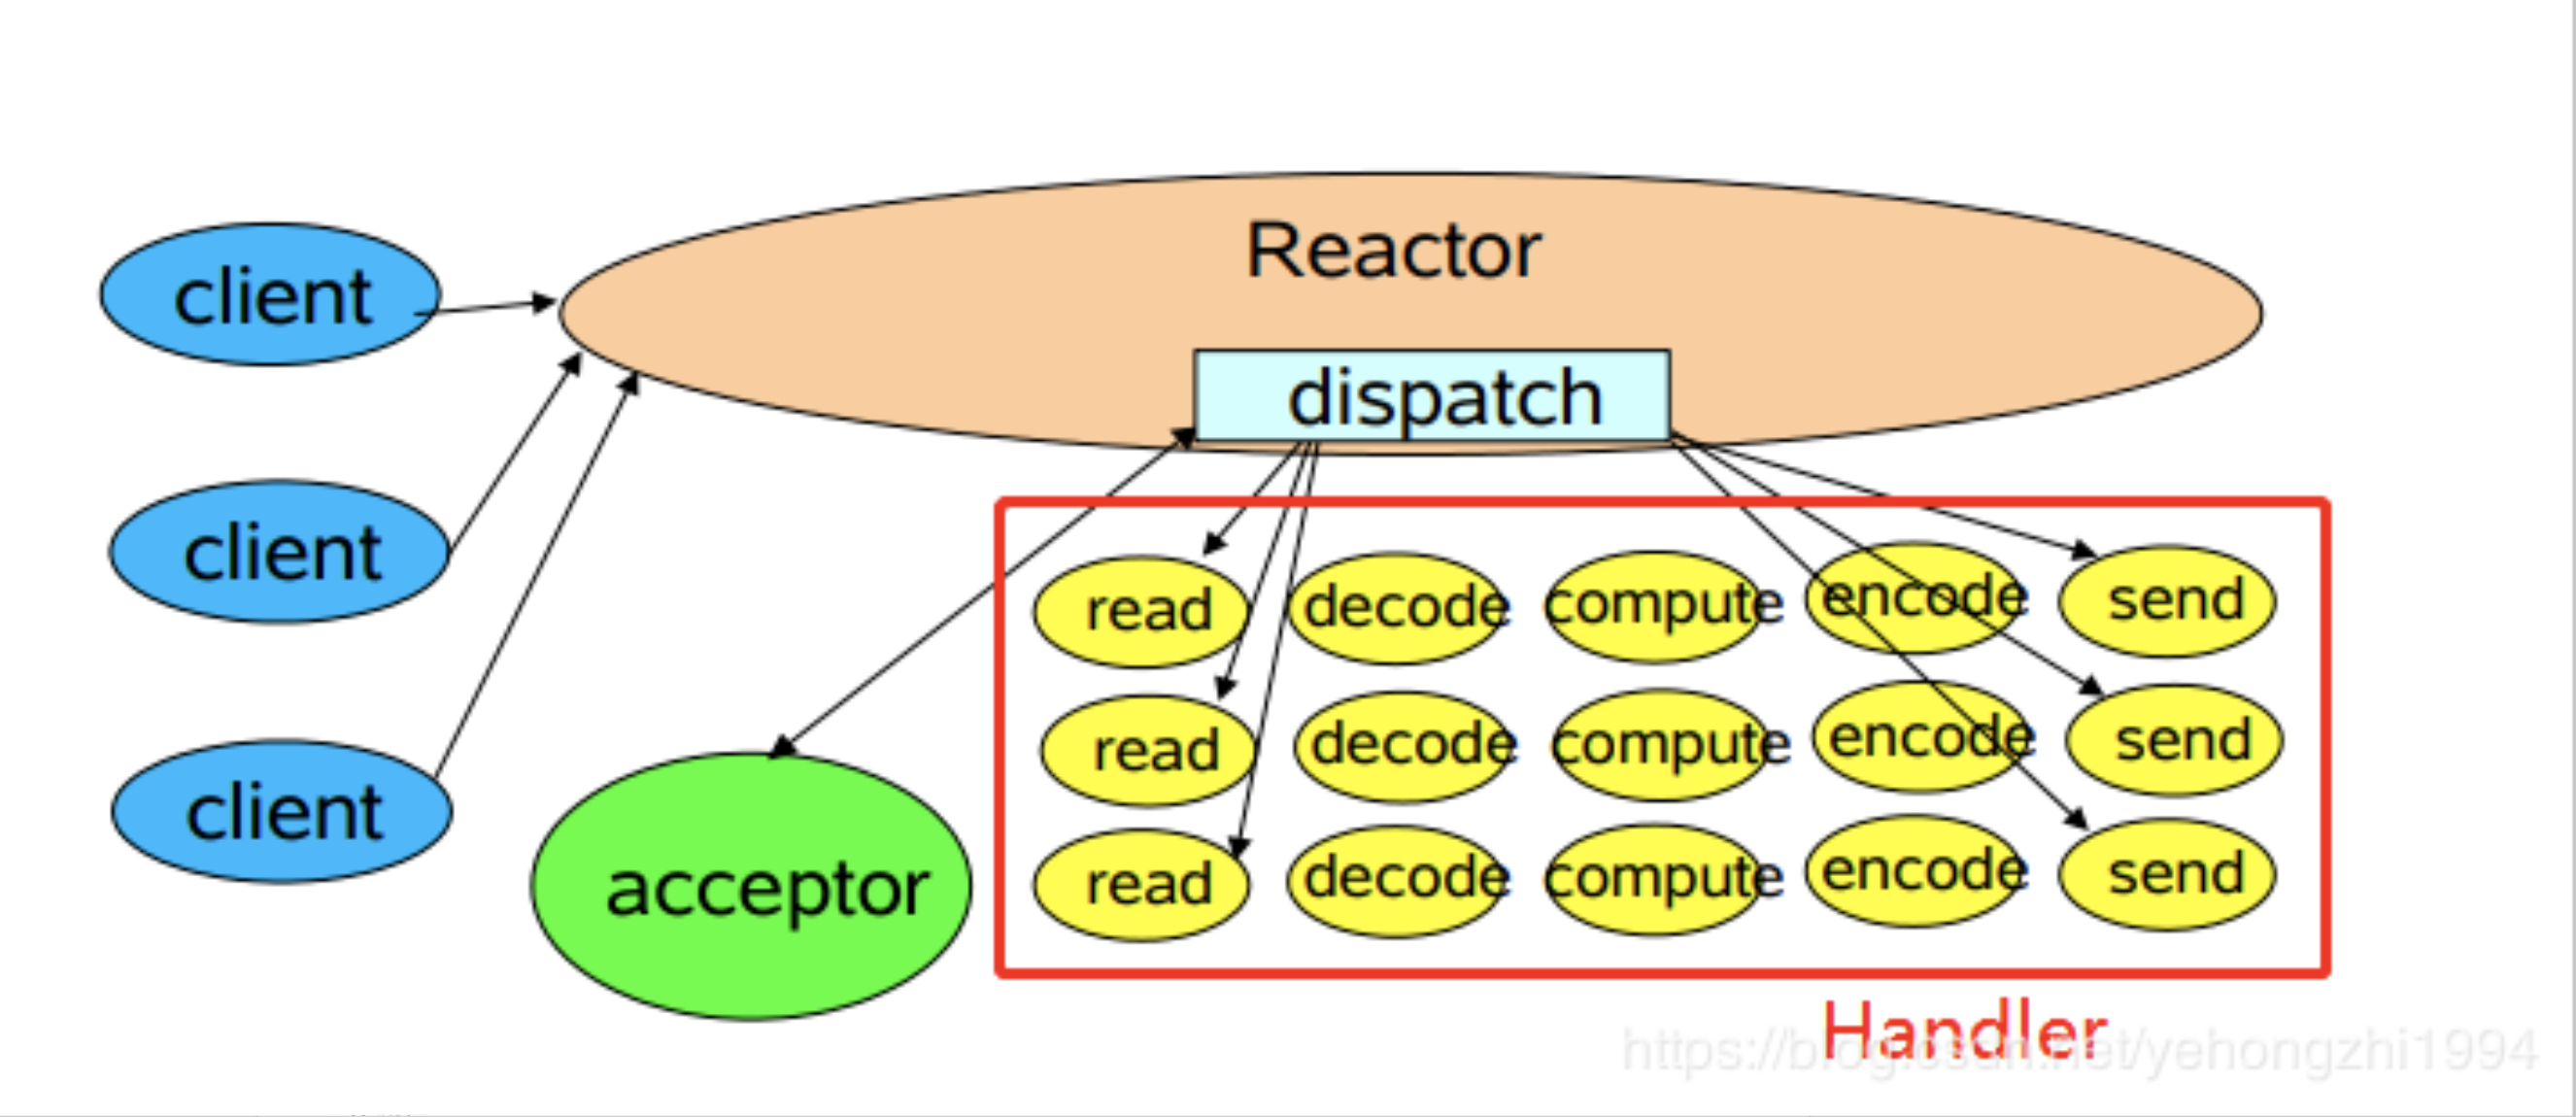 Reactor
client
dispatch
client
client
acceptor
read decode compute encode send
read decode compute encode send
read decode compute encode send
Handler
https://blog.csdn.net/yehongzhi1994